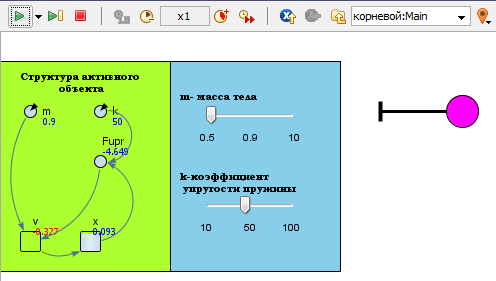 x1
корневой:Main
Структура активного
объекта
m
0.9
k
50
Fupr
-4.649
v
-0.327
x
0.093
m- масса тела
0.5 0.9 10
k-коэффициент
упругости пружины
10 50 100